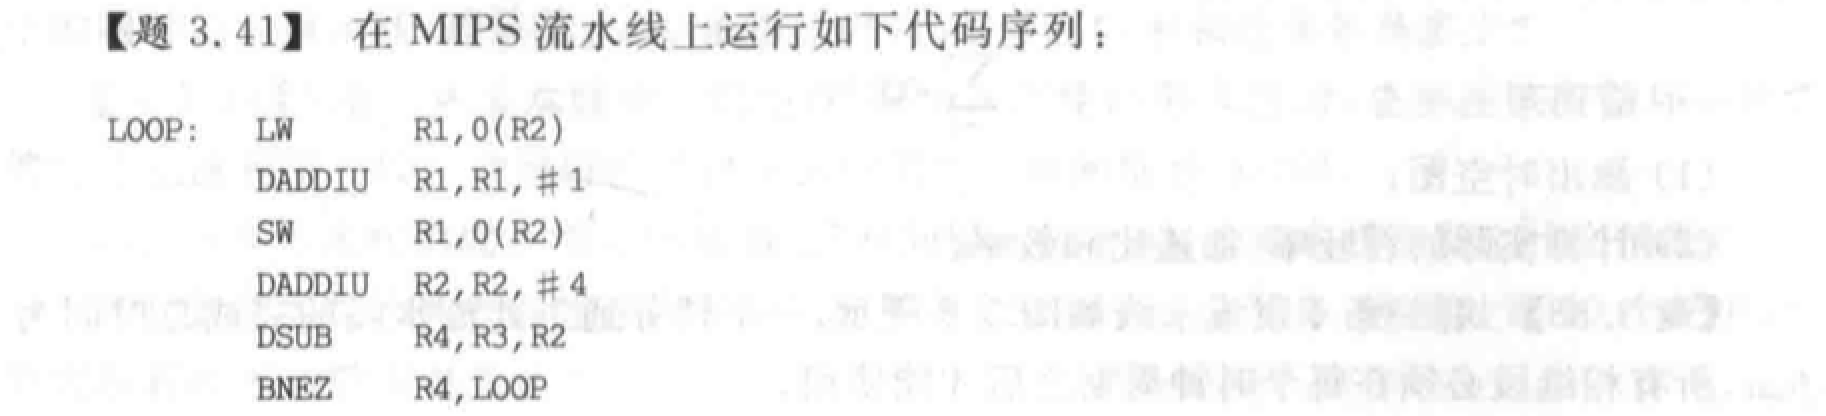 【题 3.41】 在 MIPS 流水线上运行如下代码序列：
LOOP: LW R1,0(R2)
DADDIU R1,R1,#1
SW R1,0(R2)
DADDIU R2,R2,#4
DSUB R4,R3,R2
BNEZ R4,LOOP